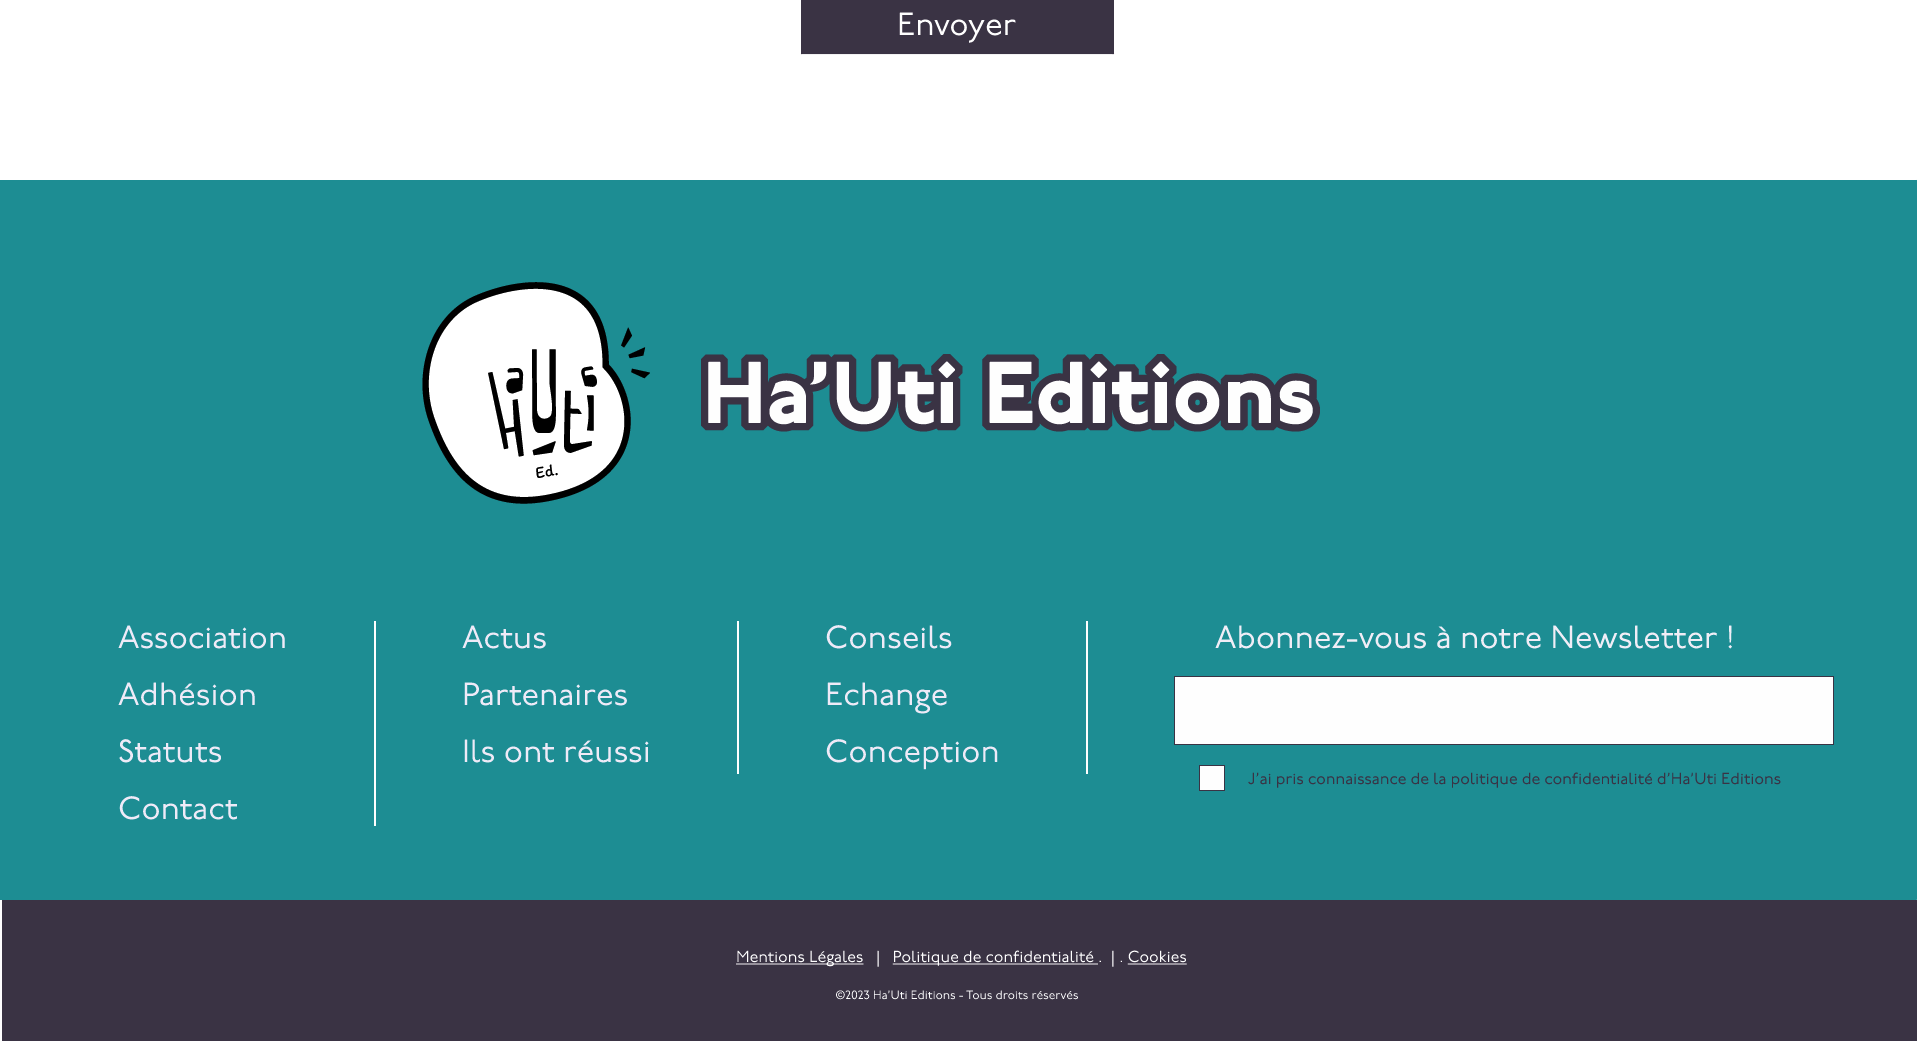 Envoyer
Ha'Uti
Ed.
Ha’Uti Editions
Association
Adhésion
Statuts
Contact
Actus
Partenaires
Ils ont réussi
Conseils
Echange
Conception
Abonnez-vous à notre Newsletter !
J’ai pris connaissance de la politique de confidentialité d’Ha’Uti Editions
Mentions Légales | Politique de confidentialité . | . Cookies
©2023 Ha’Uti Editions - Tous droits réservés